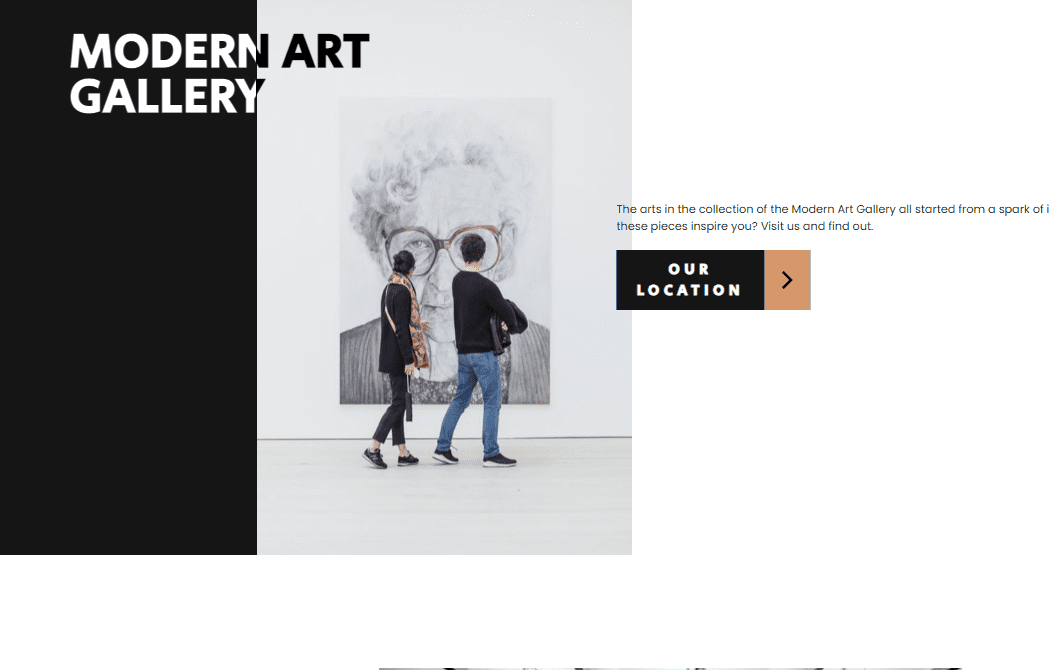 MODERN ART
GALLERY
The arts in the collection of the Modern Art Gallery all started from a spark of
these pieces inspire you? Visit us and find out.
OUR
LOCATION